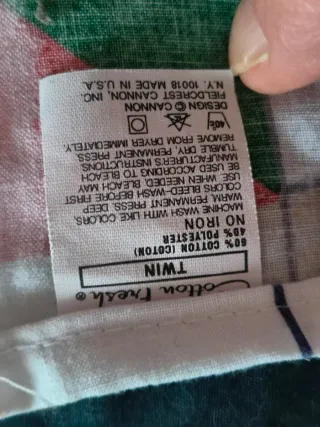 Cotton Fresh®
TWIN
60% COTTON (COTON)
40% POLYESTER
NO IRON
MACHINE WASH WITH LIKE COLORS,
WARM, PERMANENT PRESS. DEEP
COLORS WASH BEFORE FIRST
USE. WHEN NEEDED, BLEACH MAY
BE USED ACCORDING TO BLEACH
MANUFACTURER'S INSTRUCTIONS.
TUMBLE DRY, PERMANENT PRESS.
REMOVE FROM DRYER IMMEDIATELY.
40c
DESIGN © CANNON
FIELDCREST CANNON, INC.
N.Y. 10018 MADE IN U.S.A.